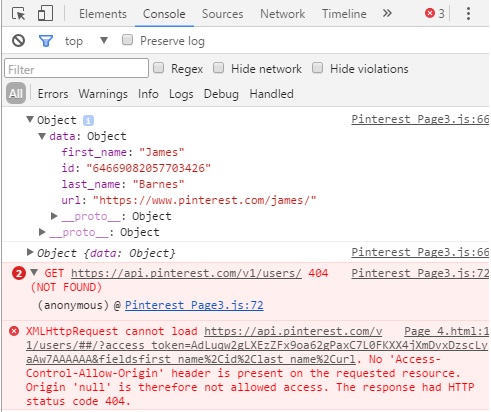 Elements Console Sources Network Timeline » 3
top Preserve log
Filter Regex Hide network Hide violations
All Errors Warnings Info Logs Debug Handled
Object i Pinterest Page3.js:66
data: Object
first_name: "James"
id: "64669082057703426"
last_name: "Barnes"
url: "https://www.pinterest.com/james/"
__proto__: Object
__proto__: Object
Object {data: Object} Pinterest Page3.js:66
2 GET https://api.pinterest.com/v1/users/ 404 Pinterest Page3.js:72
(NOT FOUND)
(anonymous) @ Pinterest Page3.js:72
XMLHttpRequest cannot load https://api.pinterest.com/v Page 4.html:1
1/users/##/?access_token=AdLuqw2gLXEzZFx9oa62gPaxC7L0FKXX4jXmDvxDzscLy
aAw7AAAAAA&fieldsfirst_name%2Cid%2Clast_name%2Curl. No 'Access-
Control-Allow-Origin' header is present on the requested resource.
Origin 'null' is therefore not allowed access. The response had HTTP
status code 404.